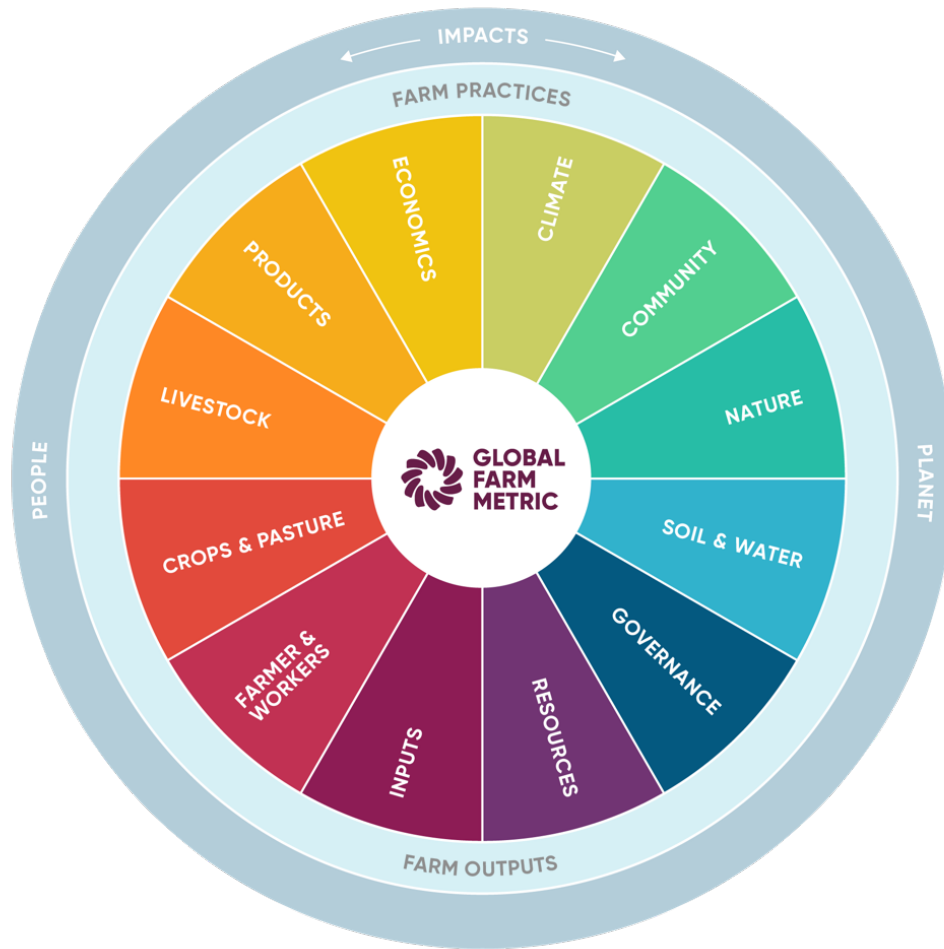 IMPACTS
FARM PRACTICES
ECONOMICS
CLIMATE
PRODUCTS
COMMUNITY
LIVESTOCK
NATURE
GLOBAL
FARM
METRIC
PEOPLE
PLANET
CROPS & PASTURE
SOIL & WATER
FARMER &
WORKERS
GOVERNANCE
INPUTS
RESOURCES
FARM OUTPUTS